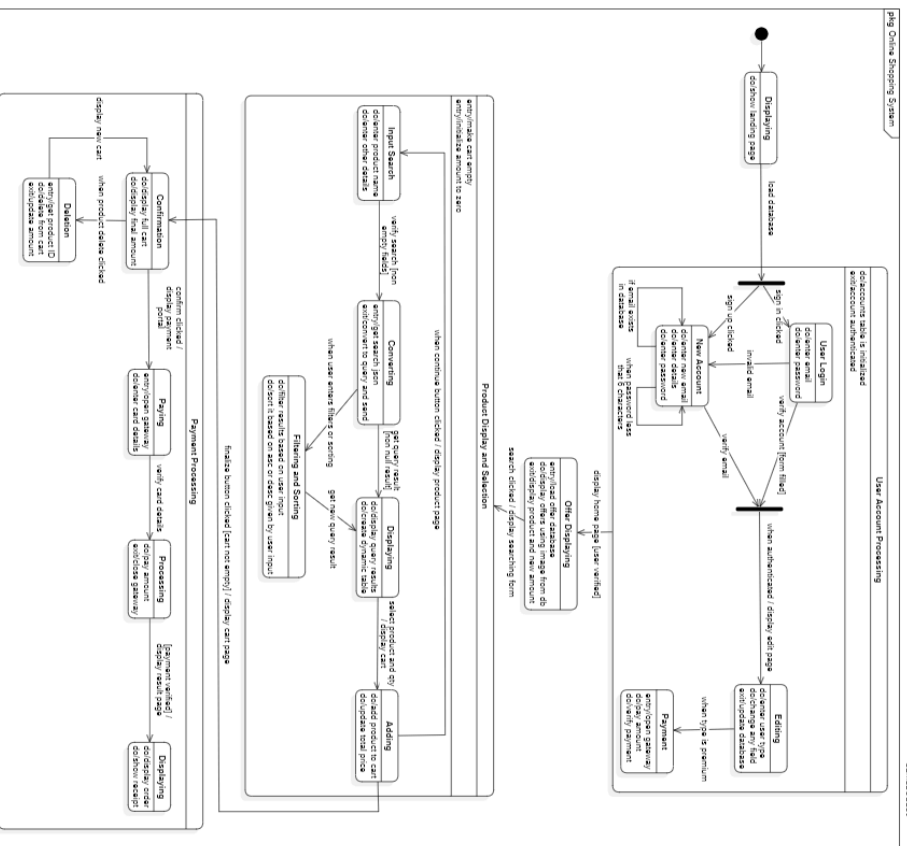 pkg Online Shopping System
Displaying
do/show landing page
load database
User Account Processing
do/accounts table is initialized
exit/account authenticated
sign in clicked
sign up clicked
User Login
do/enter email
do/enter password
invalid email
verify account [form filled]
New Account
do/enter new email
do/enter details
do/enter password
if email exists
in database
when password less
that 6 characters
verify email
when authenticated / display edit page
Editing
do/enter user type
do/change any field
exit/update database
when type is premium
Payment
entry/open gateway
do/pay amount
do/verify payment
display home page [user verified]
Offer Displaying
entry/load offer database
do/display offers using image from db
exit/display product and new amount
search clicked / display searching form
Product Display and Selection
entry/make cart empty
entry/initialize amount to zero
when continue button clicked / display product page
Input Search
do/enter product name
do/enter other details
verify search [non
empty fields]
Converting
entry/get search json
exit/convert to query and send
get query result
[non null result]
Displaying
do/display query results
do/create dynamic table
select product and qty
/ display cart
Adding
do/add product to cart
do/update total price
when user enters filters or sorting
get new query result
Filtering and Sorting
do/filter results based on user input
do/sort it based on asc or desc given by user input
finalize button clicked [cart not empty] / display cart page
Payment Processing
Confirmation
do/display full cart
do/display final amount
confirm clicked /
display payment
portal
Paying
entry/open gateway
do/enter card details
verify card details
Processing
do/pay amount
exit/close gateway
[payment verified] /
display result page
Displaying
do/display order
do/show receipt
display new cart
when product delete clicked
Deletion
entry/get product ID
do/delete from cart
exit/update amount